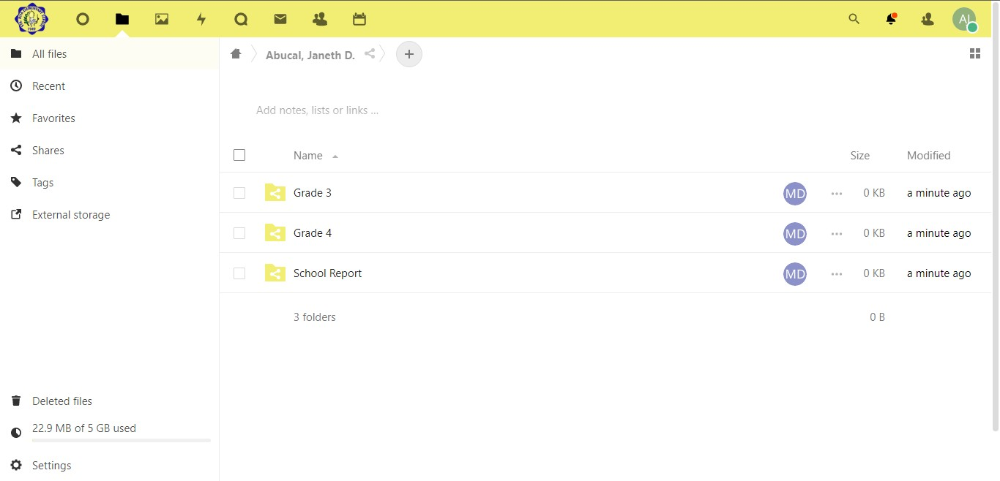 1949
AJ
All files
Abucal, Janeth D.
Recent
Add notes, lists or links ...
Favorites
Shares
Name Size Modified
Tags
Grade 3 MD ... 0 KB a minute ago
External storage
Grade 4 MD ... 0 KB a minute ago
School Report MD ... 0 KB a minute ago
3 folders 0 B
Deleted files
22.9 MB of 5 GB used
Settings